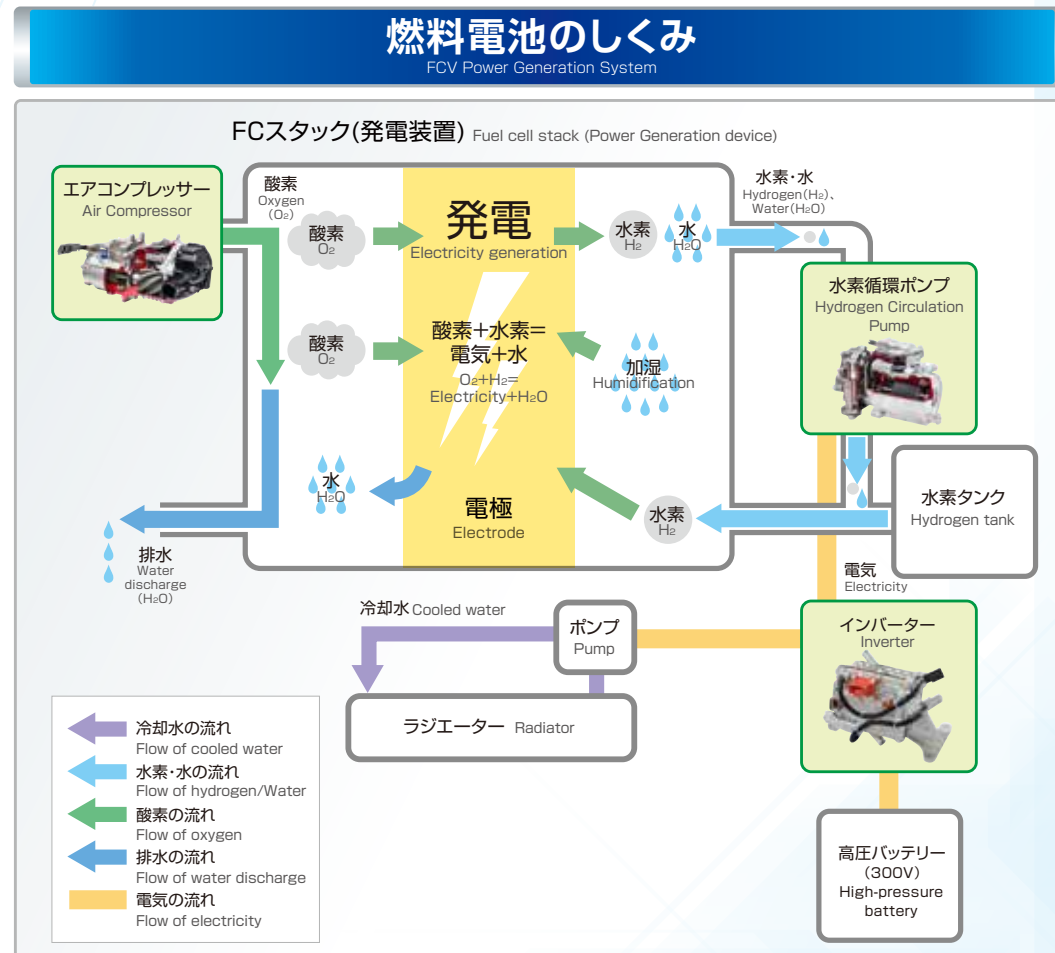 燃料電池のしくみ
FCV Power Generation System
FCスタック(発電装置) Fuel cell stack (Power Generation device)
エアコンプレッサー
Air Compressor
酸素
Oxygen
(O₂)
酸素
O₂
発電
Electricity generation
水素
H₂
水
H₂O
水素・水
Hydrogen(H₂)、
Water(H₂O)
水素循環ポンプ
Hydrogen Circulation
Pump
酸素
O₂
酸素+水素=
電気+水
O₂+H₂=
Electricity+H₂O
加湿
Humidification
水
H₂O
電極
Electrode
水素
H₂
水素タンク
Hydrogen tank
排水
Water
discharge
(H₂O)
電気
Electricity
冷却水 Cooled water
ポンプ
Pump
インバーター
Inverter
ラジエーター Radiator
冷却水の流れ
Flow of cooled water
水素・水の流れ
Flow of hydrogen/Water
酸素の流れ
Flow of oxygen
排水の流れ
Flow of water discharge
電気の流れ
Flow of electricity
高圧バッテリー
(300V)
High-pressure
battery